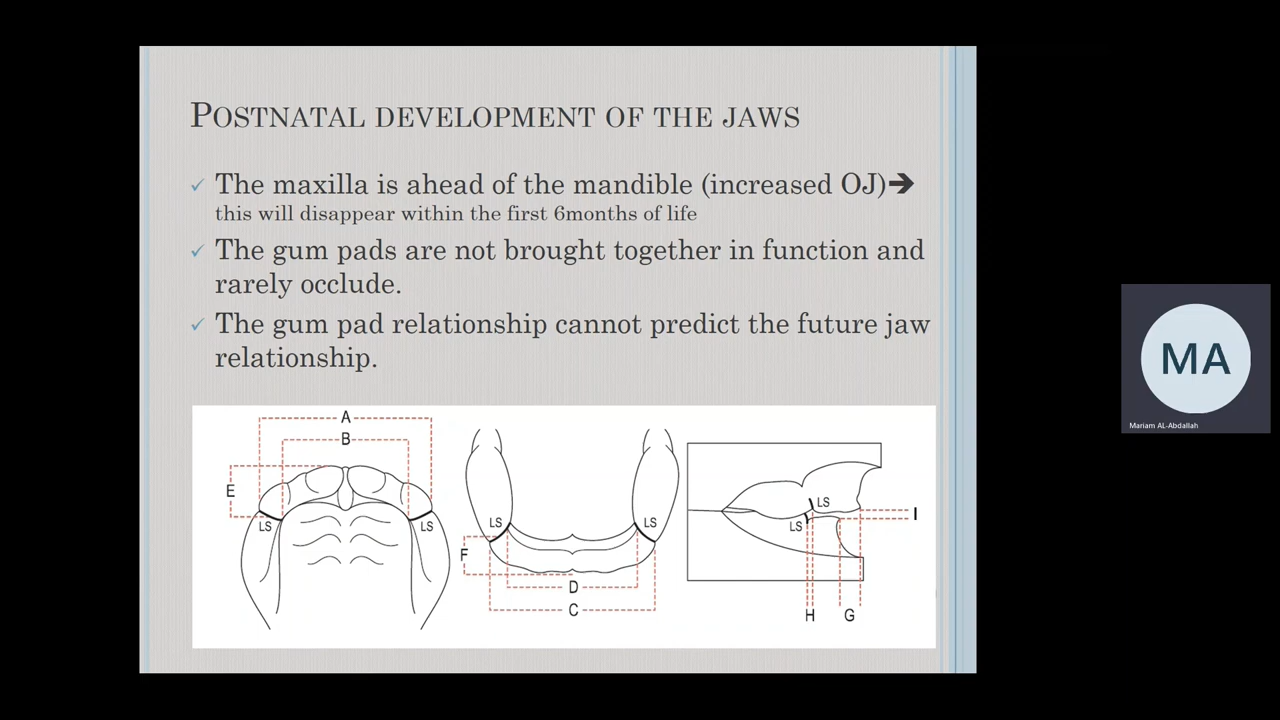 POSTNATAL DEVELOPMENT OF THE JAWS
✓ The maxilla is ahead of the mandible (increased OJ)➔
this will disappear within the first 6months of life
✓ The gum pads are not brought together in function and
rarely occlude.
✓ The gum pad relationship cannot predict the future jaw
relationship.
A
B
E
LS
LS
LS
LS
F
D
C
LS
LS
I
H
G
MA
Mariam AL-Abdallah